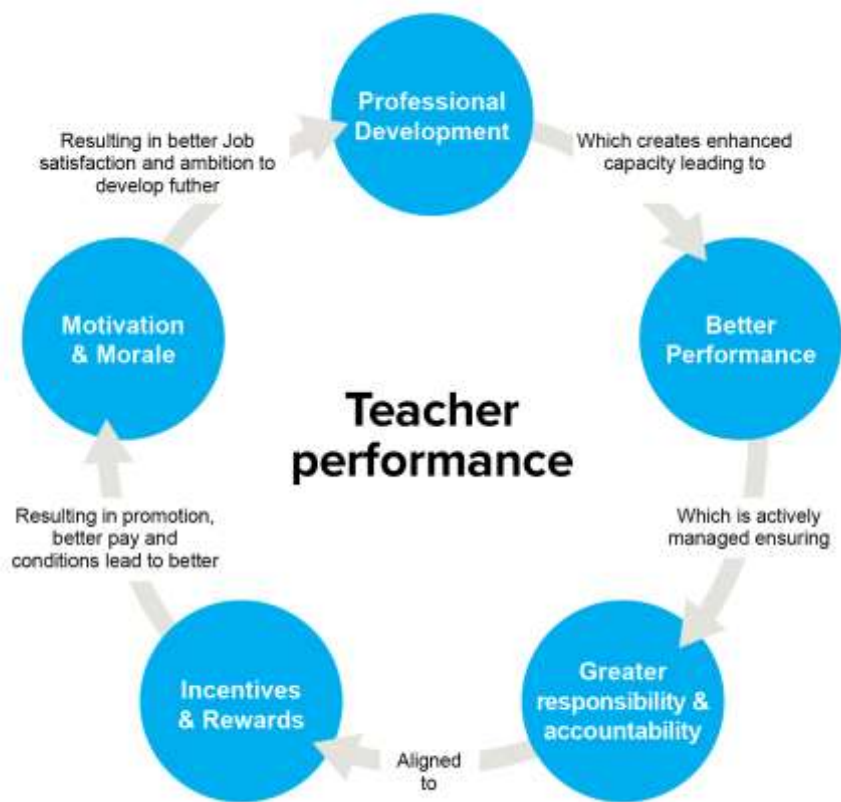 Professional
Development
Which creates enhanced
capacity leading to
Better
Performance
Which is actively
managed ensuring
Greater
responsibility &
accountability
Aligned
to
Incentives
& Rewards
Resulting in promotion,
better pay and
conditions lead to better
Motivation
& Morale
Resulting in better Job
satisfaction and ambition to
develop futher
Teacher
performance